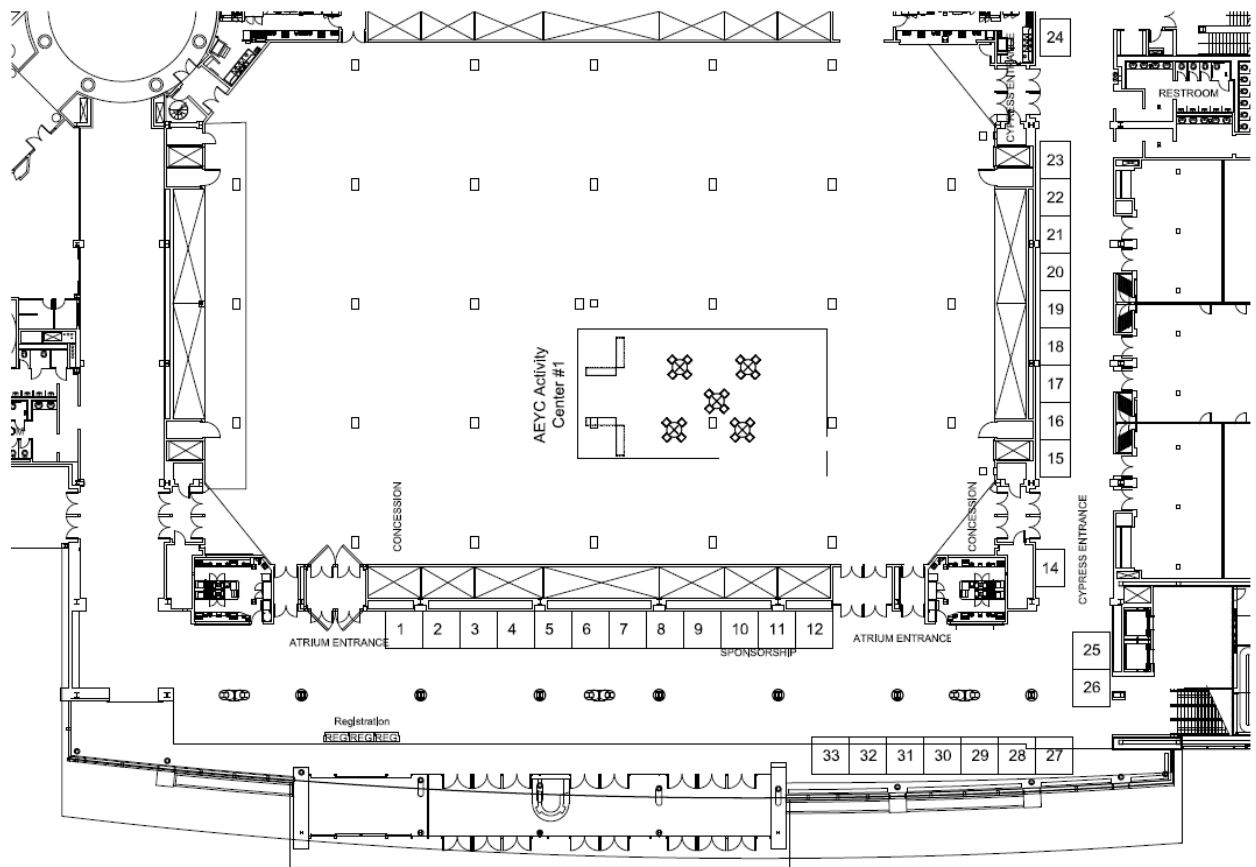 24
CYPRESS ENTRANCE
RESTROOM
23
22
21
20
19
18
17
16
15
AEYC Activity
Center #1
CONCESSION
CONCESSION
CYPRESS ENTRANCE
14
ATRIUM ENTRANCE
1 2 3 4 5 6 7 8 9 10 11 12
SPONSORSHIP
ATRIUM ENTRANCE
25
26
Registration
REG REG REG
33 32 31 30 29 28 27